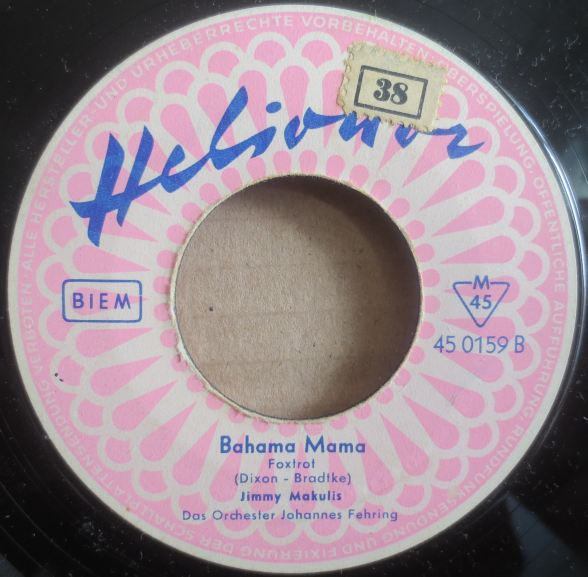 ALLE HERSTELLER- UND URHEBERRECHTE VORBEHALTEN · ÜBERSPIELUNG, ÖFFENTLICHE AUFFÜHRUNG, RUNDFUNKSENDUNG UND FIXIERUNG DER SCHALLPLATTENSENDUNG VERBOTEN ·
38
Heliodor
BIEM
M
45
45 0159 B
Bahama Mama
Foxtrot
(Dixon - Bradtke)
Jimmy Makulis
Das Orchester Johannes Fehring